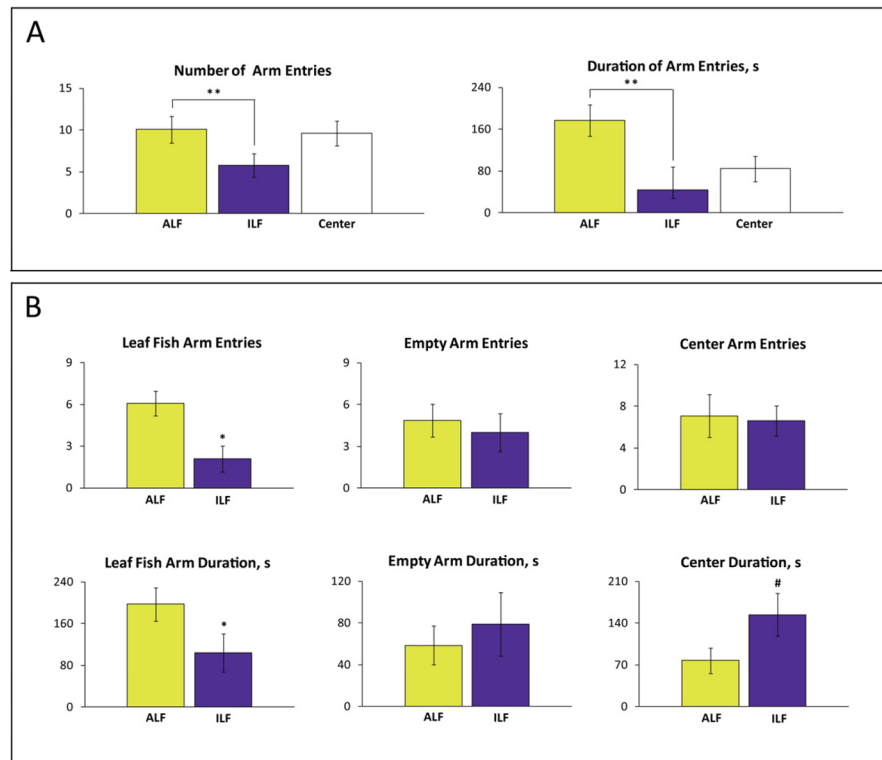 A
Number of Arm Entries
15
10
5
0
**
ALF
ILF
Center
Duration of Arm Entries, s
240
160
80
0
**
ALF
ILF
Center
B
Leaf Fish Arm Entries
9
6
3
0
*
ALF
ILF
Empty Arm Entries
9
6
3
0
ALF
ILF
Center Arm Entries
12
8
4
0
ALF
ILF
Leaf Fish Arm Duration, s
240
160
80
0
*
ALF
ILF
Empty Arm Duration, s
120
80
40
0
ALF
ILF
Center Duration, s
210
140
70
0
#
ALF
ILF